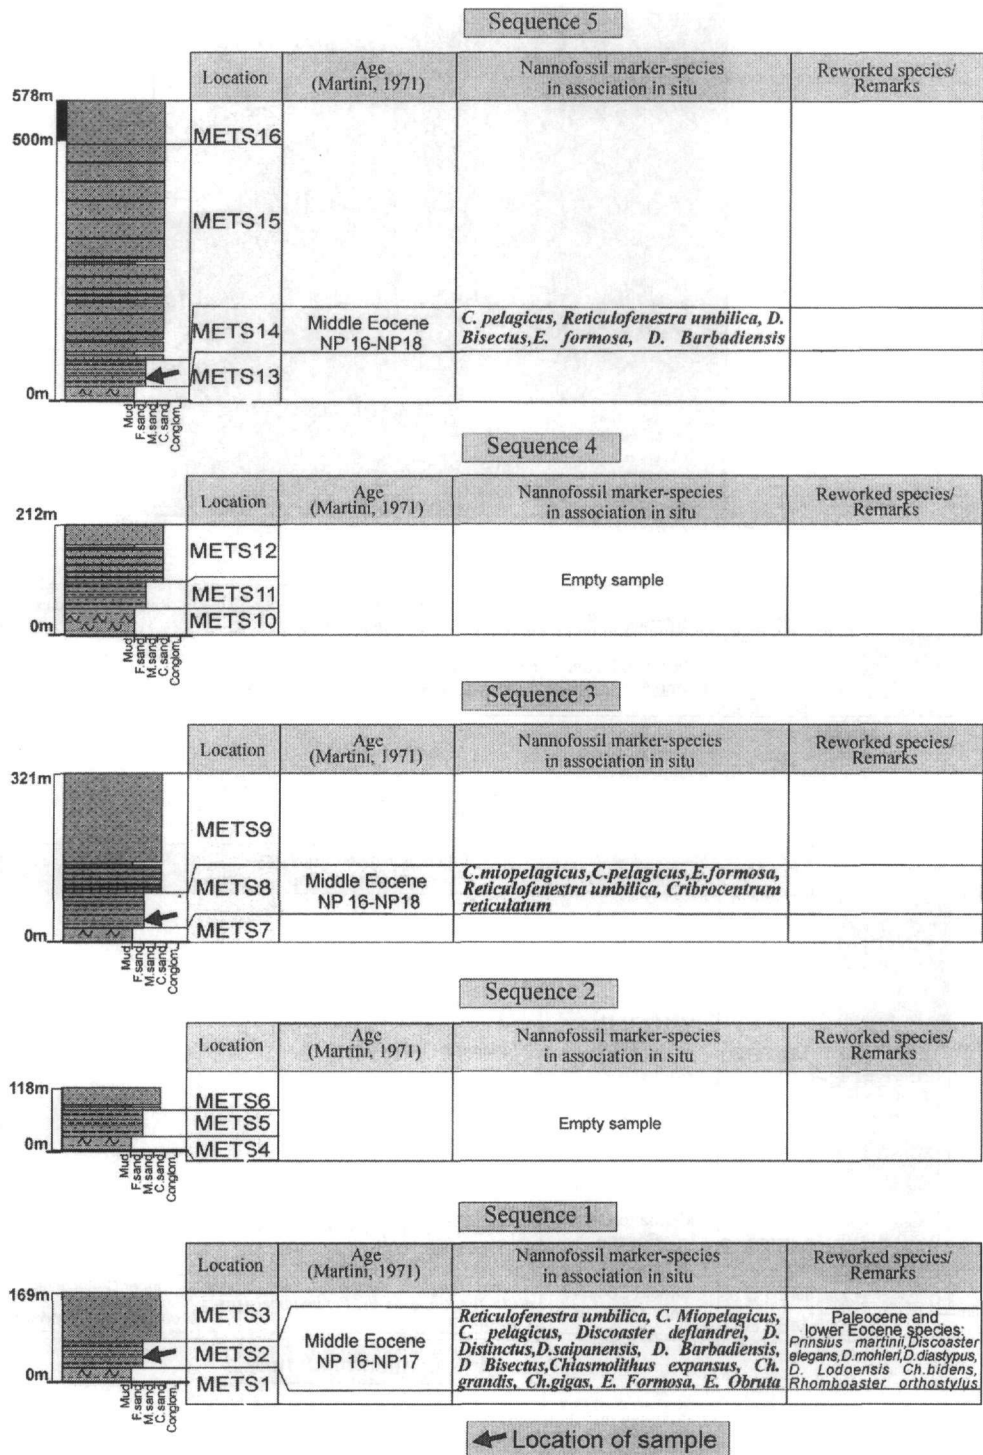 Sequence 5
Location
Age
(Martini, 1971)
Nannofossil marker-species
in association in situ
Reworked species/
Remarks
578m
500m
0m
METS16
METS15
METS14
Middle Eocene
NP 16-NP18
C. pelagicus, Reticulofenestra umbilica, D.
Bisectus,E. formosa, D. Barbadiensis
METS13
Mud
F.sand
M.sand
C.sand
Conglom.
Sequence 4
Location
Age
(Martini, 1971)
Nannofossil marker-species
in association in situ
Reworked species/
Remarks
212m
0m
METS12
METS11
METS10
Empty sample
Mud
F.sand
M.sand
C.sand
Conglom.
Sequence 3
Location
Age
(Martini, 1971)
Nannofossil marker-species
in association in situ
Reworked species/
Remarks
321m
0m
METS9
METS8
Middle Eocene
NP 16-NP18
C.miopelagicus,C.pelagicus,E.formosa,
Reticulofenestra umbilica, Cribrocentrum
reticulatum
METS7
Mud
F.sand
M.sand
C.sand
Conglom.
Sequence 2
Location
Age
(Martini, 1971)
Nannofossil marker-species
in association in situ
Reworked species/
Remarks
118m
0m
METS6
METS5
METS4
Empty sample
Mud
F.sand
M.sand
C.sand
Conglom.
Sequence 1
Location
Age
(Martini, 1971)
Nannofossil marker-species
in association in situ
Reworked species/
Remarks
169m
0m
METS3
METS2
METS1
Middle Eocene
NP 16-NP17
Reticulofenestra umbilica, C. Miopelagicus,
C. pelagicus, Discoaster deflandrei, D.
Distinctus,D.saipanensis, D. Barbadiensis,
D Bisectus,Chiasmolithus expansus, Ch.
grandis, Ch.gigas, E. Formosa, E. Obruta
Paleocene and
lower Eocene species:
Prinsius martini,Discoaster
elegans,D.mohleri,D.diastypus,
D. Lodoensis Ch.bidens,
Rhomboaster orthostylus
Mud
F.sand
M.sand
C.sand
Conglom.
Location of sample